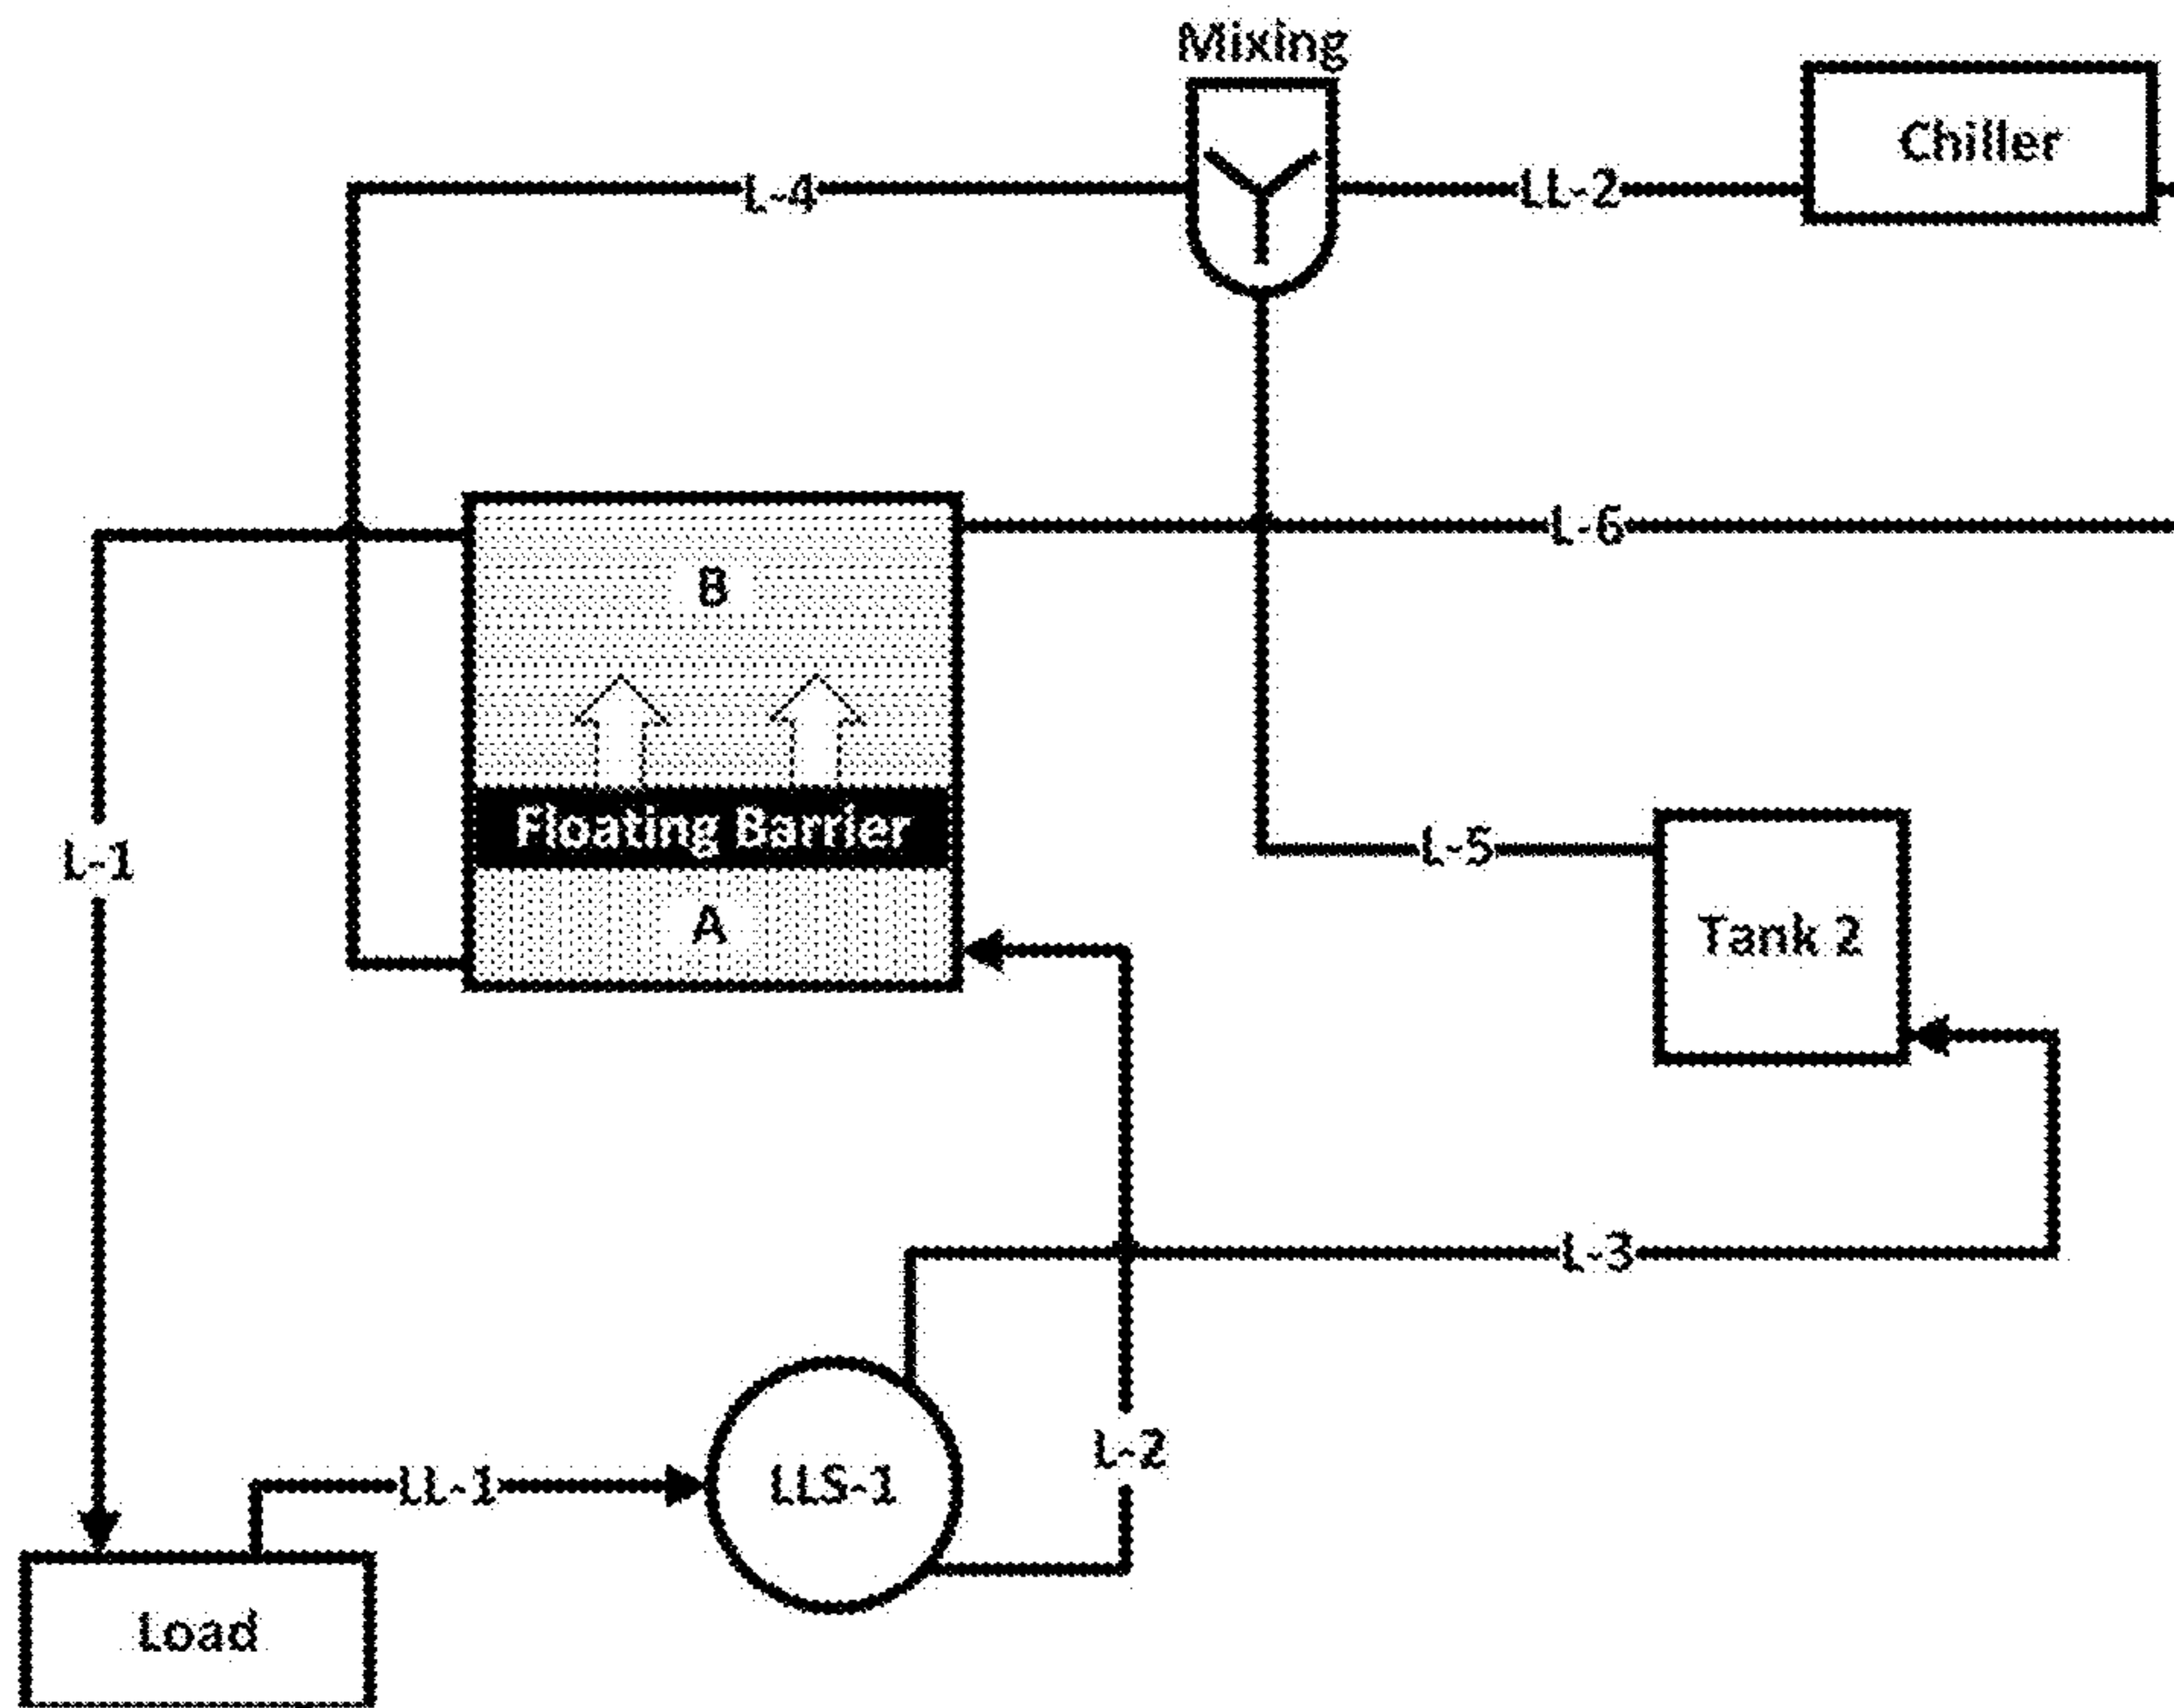 Mixing
Chiller
L-4
LL-2
L-6
B
Floating Barrier
L-1
L-5
A
Tank 2
L-3
L-2
LL-1
LLS-1
Load